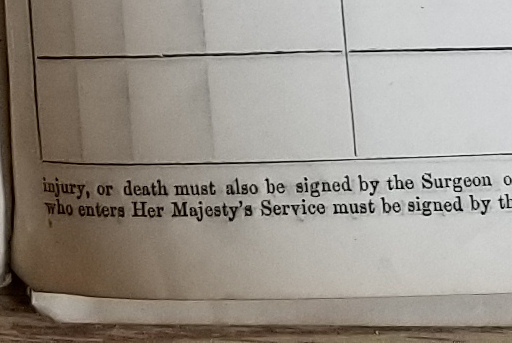 injury, or death must also be signed by the Surgeon
who enters Her Majesty's Service must be signed by